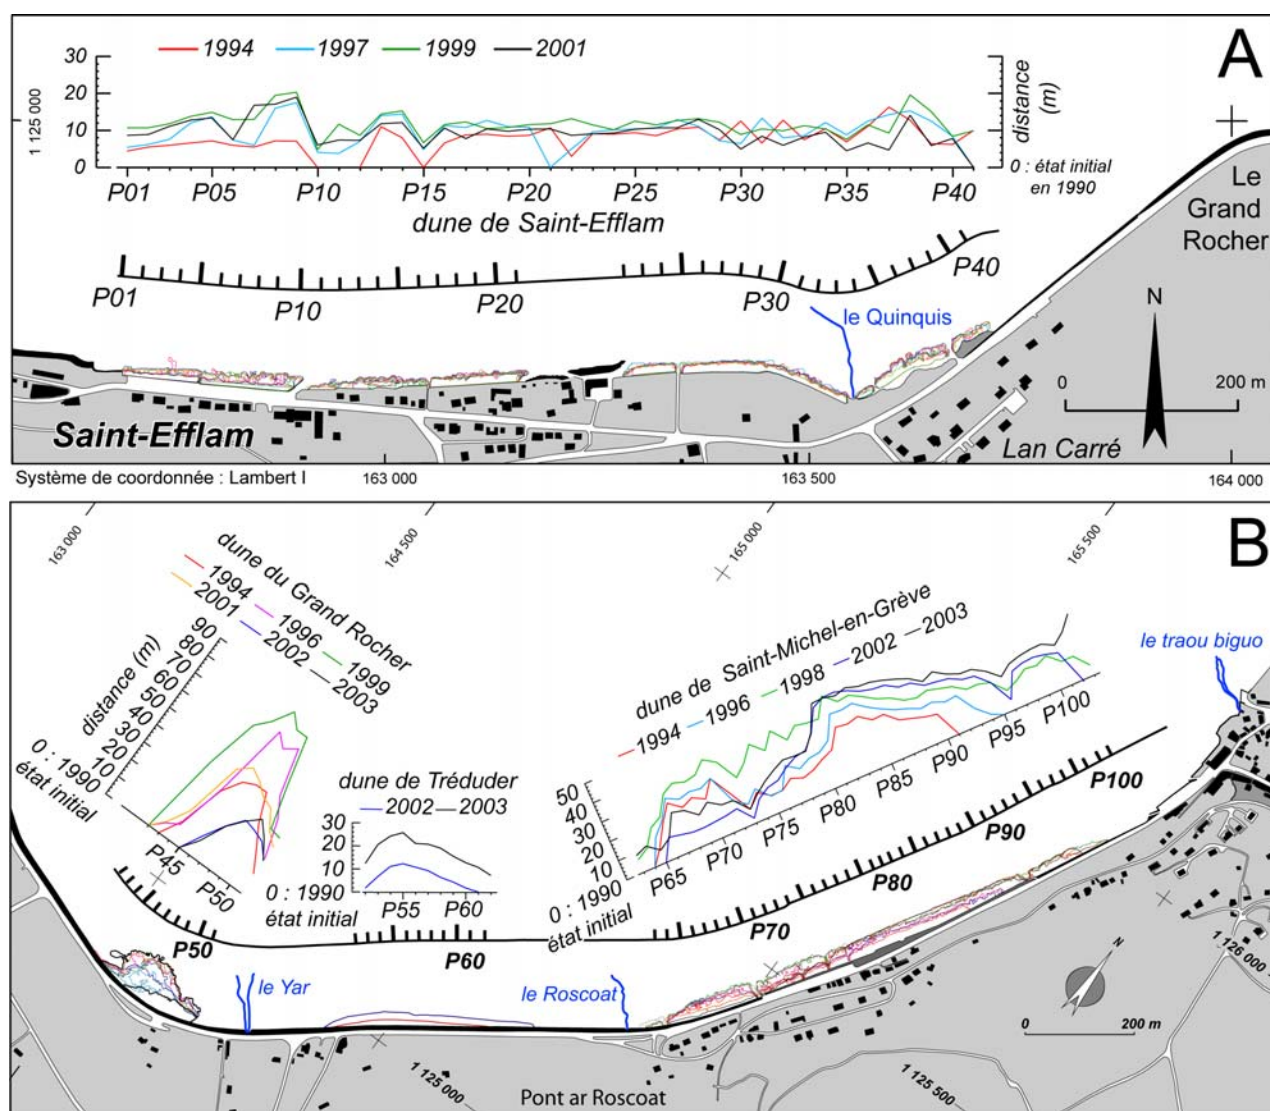 A
1994 1997 1999 2001
30
20
10
0
distance
(m)
30
20
10
0
0 : état initial
en 1990
1 125 000
P01 P05 P10 P15 P20 P25 P30 P35 P40
dune de Saint-Efflam
Le
Grand
Rocher
P01 P10 P20 P30 P40
le Quinquis
N
0 200 m
Saint-Efflam
Lan Carré
Système de coordonnée : Lambert I
163 000 163 500 164 000
B
163 000 164 500 165 000 165 500
dune du Grand Rocher
1994 1996 1999
2001 2002 2003
90
80
70
60
50
40
30
20
10
distance (m)
0 : 1990
état initial
P45 P50
dune de Tréduder
2002 2003
30
20
10
0 : 1990
état initial
P55 P60
dune de Saint-Michel-en-Grève
1994 1996 1998 2002 2003
50
40
30
20
10
0 : 1990
état initial
P65 P70 P75 P80 P85 P90 P95 P100
le traou biguo
P50 P60 P70 P80 P90 P100
le Yar
le Roscoat
N
0 200 m
1 125 000
1 125 500
1 126 000
Pont ar Roscoat